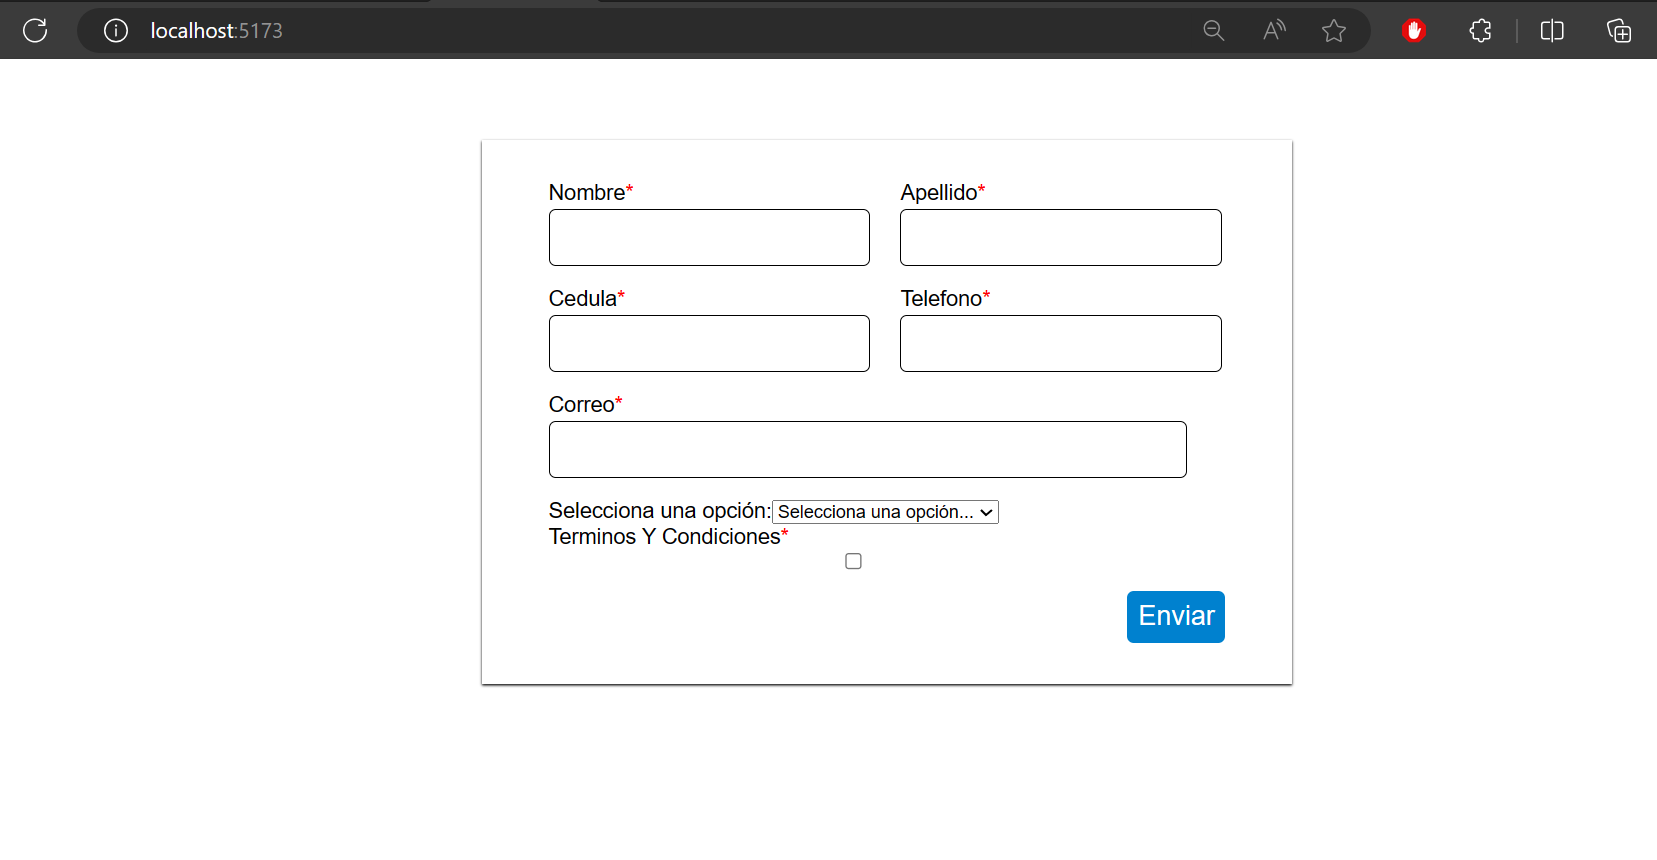 localhost:5173
Nombre* Apellido*
Cedula* Telefono*
Correo*
Selecciona una opción: Selecciona una opción...
Terminos Y Condiciones*
Enviar